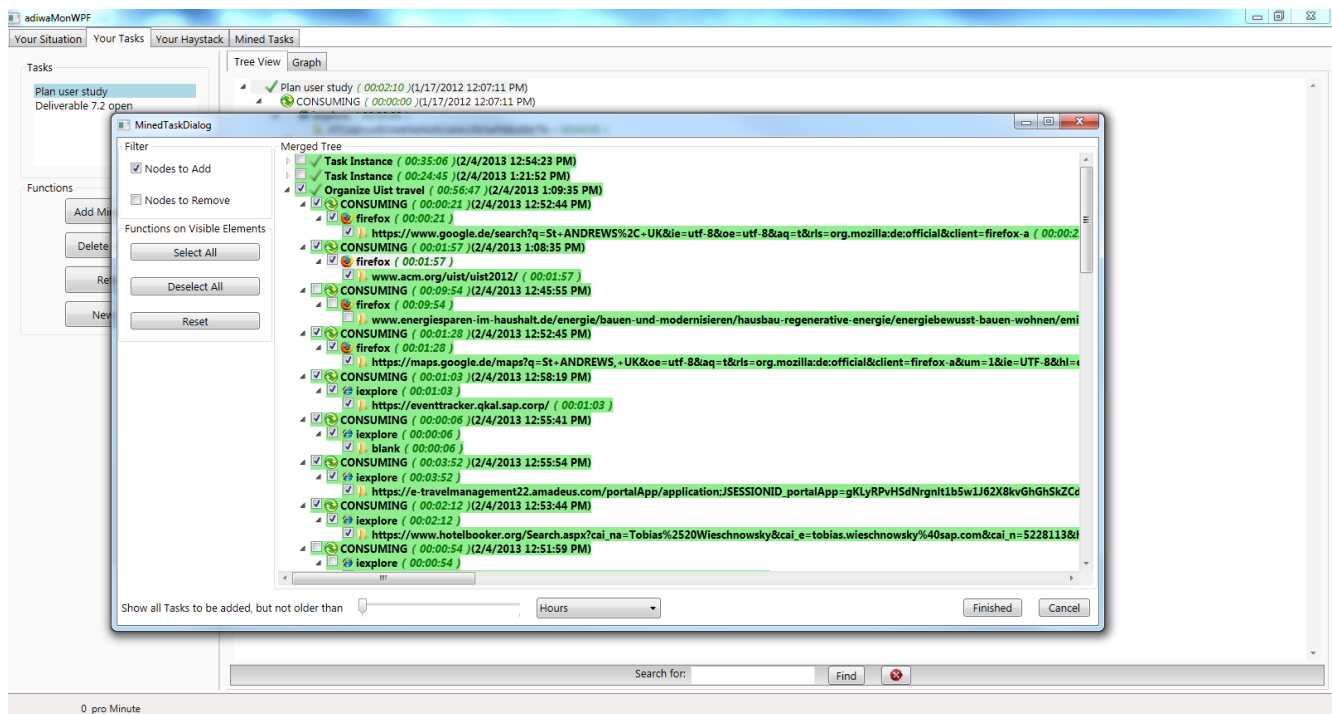 adiwaMonWPF
Your Situation Your Tasks Your Haystack Mined Tasks
Tasks
Plan user study
Deliverable 7.2 open
Functions
Add Mi
Delete
Re
New
Tree View Graph
Plan user study ( 00:02:10 )(1/17/2012 12:07:11 PM)
CONSUMING ( 00:00:00 )(1/17/2012 12:07:11 PM)
MinedTaskDialog
Filter
Nodes to Add
Nodes to Remove
Functions on Visible Elements
Select All
Deselect All
Reset
Merged Tree
Task Instance ( 00:35:06 )(2/4/2013 12:54:23 PM)
Task Instance ( 00:24:45 )(2/4/2013 1:21:52 PM)
Organize Uist travel ( 00:56:47 )(2/4/2013 1:09:35 PM)
CONSUMING ( 00:00:21 )(2/4/2013 12:52:44 PM)
firefox ( 00:00:21 )
https://www.google.de/search?q=St+ANDREWS%2C+UK&ie=utf-8&oe=utf-8&aq=t&rls=org.mozilla:de:official&client=firefox-a ( 00:00:2
CONSUMING ( 00:01:57 )(2/4/2013 1:08:35 PM)
firefox ( 00:01:57 )
www.acm.org/uist/uist2012/ ( 00:01:57 )
CONSUMING ( 00:09:54 )(2/4/2013 12:45:55 PM)
firefox ( 00:09:54 )
www.energiesparen-im-haushalt.de/energie/bauen-und-modernisieren/hausbau-regenerative-energie/energiebewusst-bauen-wohnen/emi
CONSUMING ( 00:01:28 )(2/4/2013 12:52:45 PM)
firefox ( 00:01:28 )
https://maps.google.de/maps?q=St+ANDREWS,+UK&oe=utf-8&aq=t&rls=org.mozilla:de:official&client=firefox-a&um=1&ie=UTF-8&hl=
CONSUMING ( 00:01:03 )(2/4/2013 12:58:19 PM)
iexplore ( 00:01:03 )
https://eventtracker.qkal.sap.corp/ ( 00:01:03 )
CONSUMING ( 00:00:06 )(2/4/2013 12:55:41 PM)
iexplore ( 00:00:06 )
blank ( 00:00:06 )
CONSUMING ( 00:03:52 )(2/4/2013 12:55:54 PM)
iexplore ( 00:03:52 )
https://e-travelmanagement22.amadeus.com/portalApp/application;JSESSIONID_portalApp=gKLyRPvHSdNrgnlt1b5w1J62X8kvGhGhSkZCd
CONSUMING ( 00:02:12 )(2/4/2013 12:53:44 PM)
iexplore ( 00:02:12 )
https://www.hotelbooker.org/Search.aspx?cai_na=Tobias%2520Wieschnowsky&cai_e=tobias.wieschnowsky%40sap.com&cai_n=5228113&
CONSUMING ( 00:00:54 )(2/4/2013 12:51:59 PM)
iexplore ( 00:00:54 )
Show all Tasks to be added, but not older than Hours Finished Cancel
Search for: Find
0 pro Minute